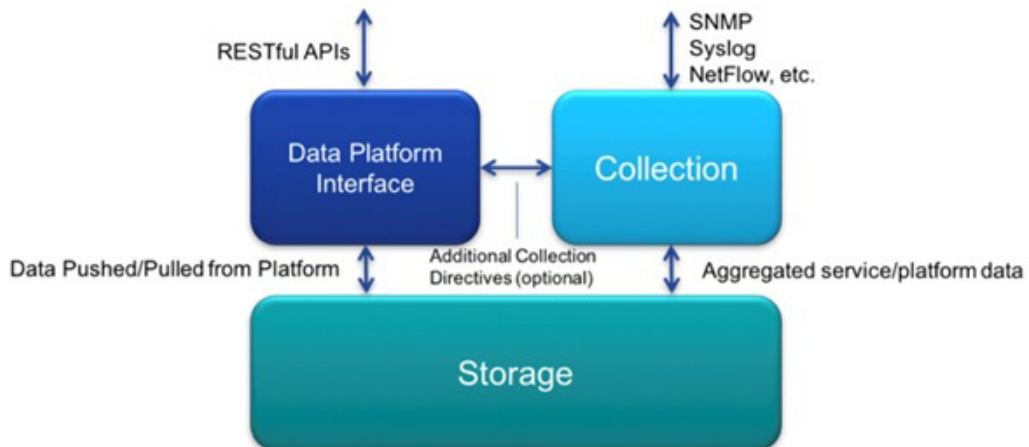 RESTful APIs
SNMP
Syslog
NetFlow, etc.
Data Platform
Interface
Collection
Additional Collection
Directives (optional)
Data Pushed/Pulled from Platform
Aggregated service/platform data
Storage